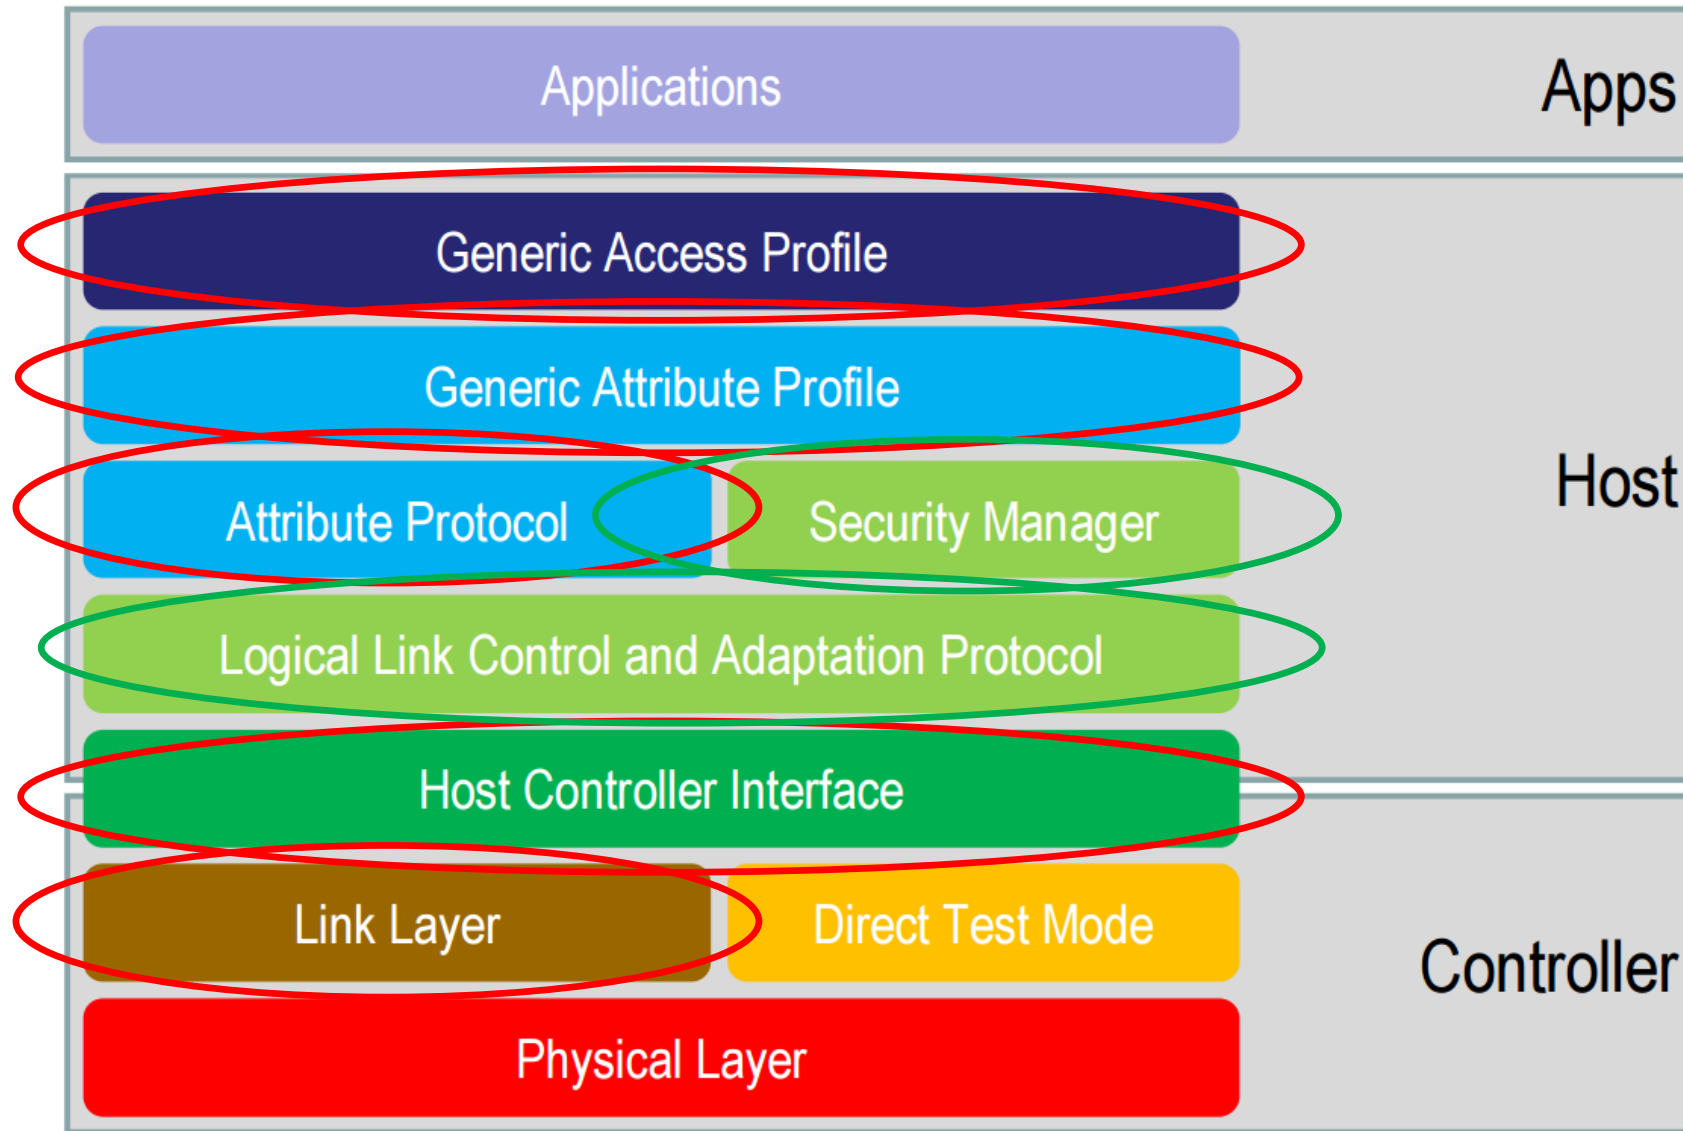 Applications
Apps
Generic Access Profile
Generic Attribute Profile
Host
Attribute Protocol
Security Manager
Logical Link Control and Adaptation Protocol
Host Controller Interface
Link Layer
Direct Test Mode
Controller
Physical Layer